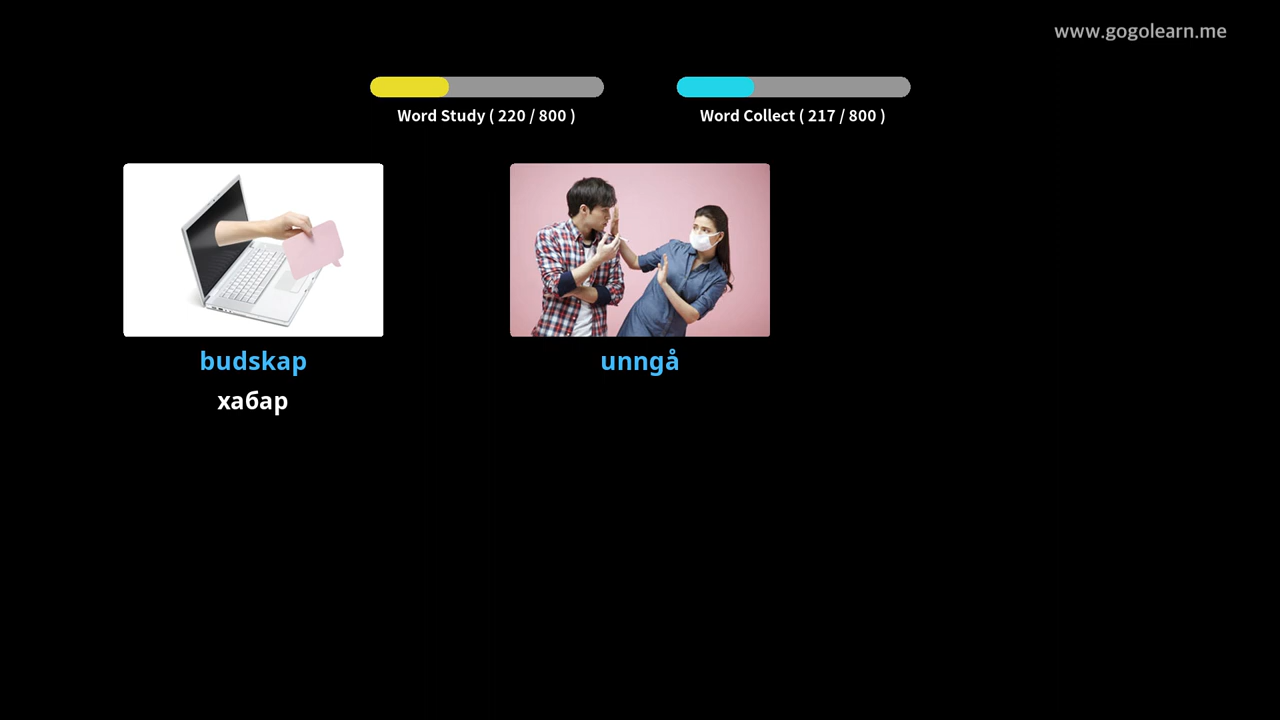 www.gogolearn.me
Word Study ( 220 / 800 )
Word Collect ( 217 / 800 )
budskap
unngå
хабар